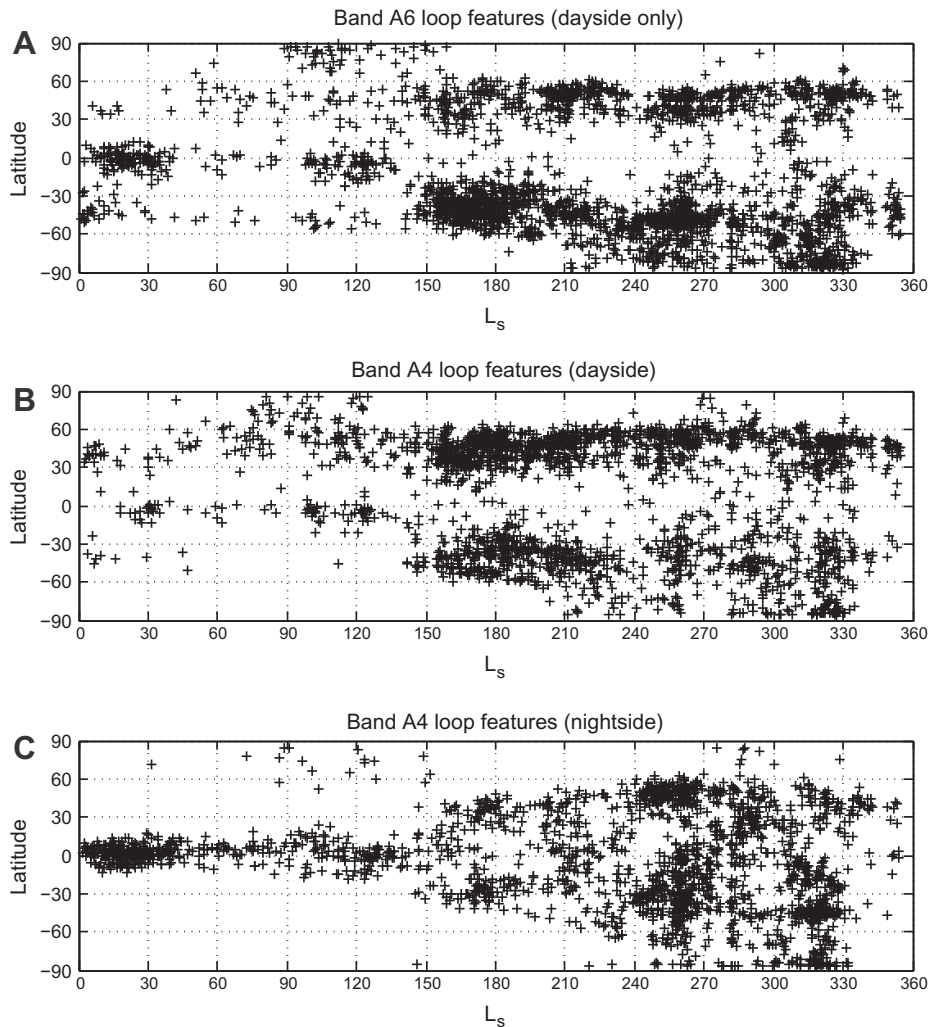 Band A6 loop features (dayside only)
A
90
60
30
0
−30
−60
−90
Latitude
0 30 60 90 120 150 180 210 240 270 300 330 360
Ls
Band A4 loop features (dayside)
B
90
60
30
0
−30
−60
−90
Latitude
0 30 60 90 120 150 180 210 240 270 300 330 360
Ls
Band A4 loop features (nightside)
C
90
60
30
0
−30
−60
−90
Latitude
0 30 60 90 120 150 180 210 240 270 300 330 360
Ls